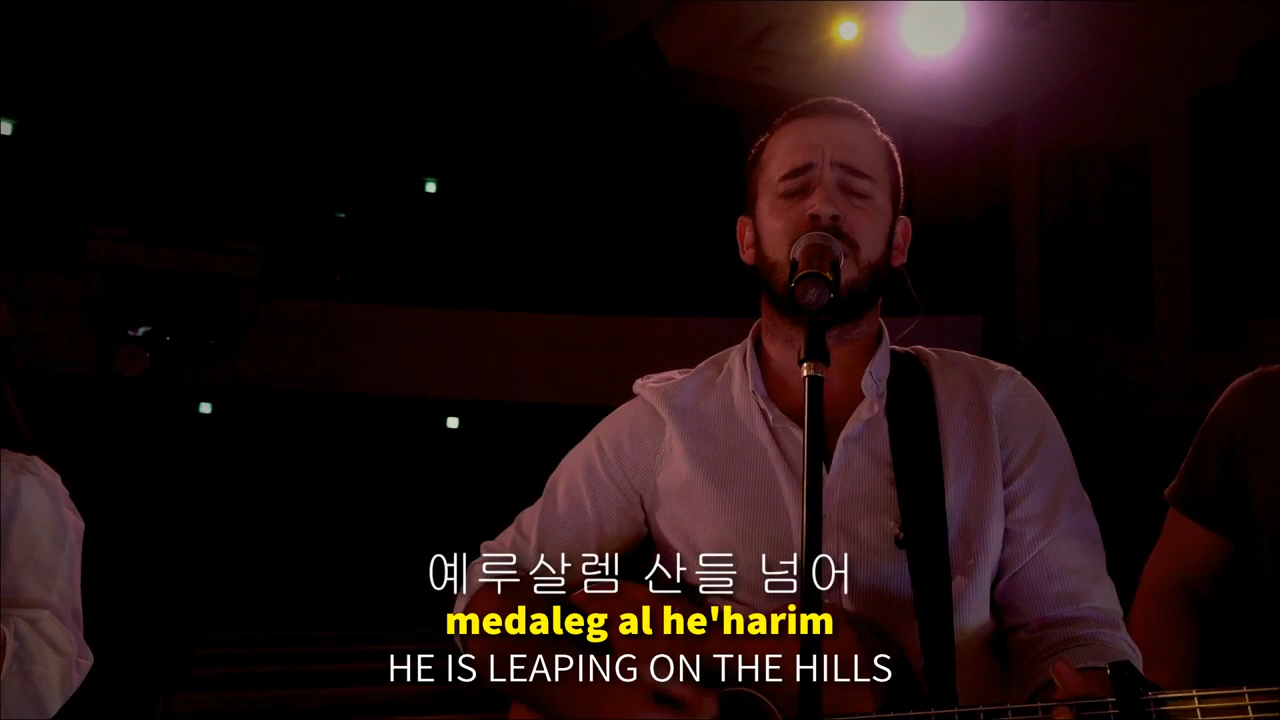 예루살렘 산들 넘어
medaleg al he'harim
HE IS LEAPING ON THE HILLS